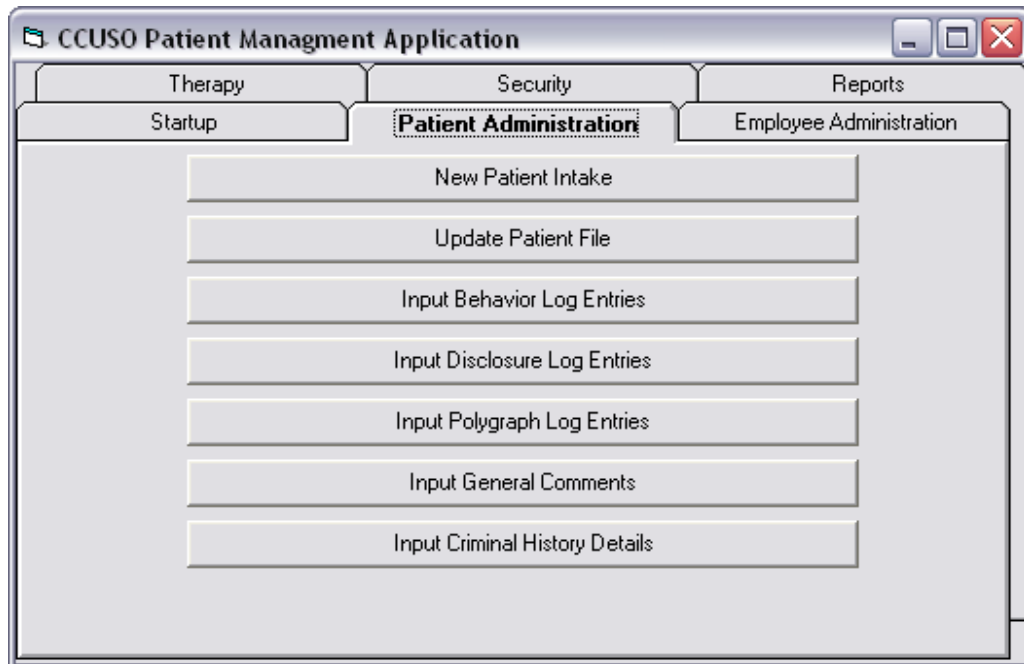 CCUSO Patient Managment Application
Therapy Security Reports
Startup Patient Administration Employee Administration
New Patient Intake
Update Patient File
Input Behavior Log Entries
Input Disclosure Log Entries
Input Polygraph Log Entries
Input General Comments
Input Criminal History Details